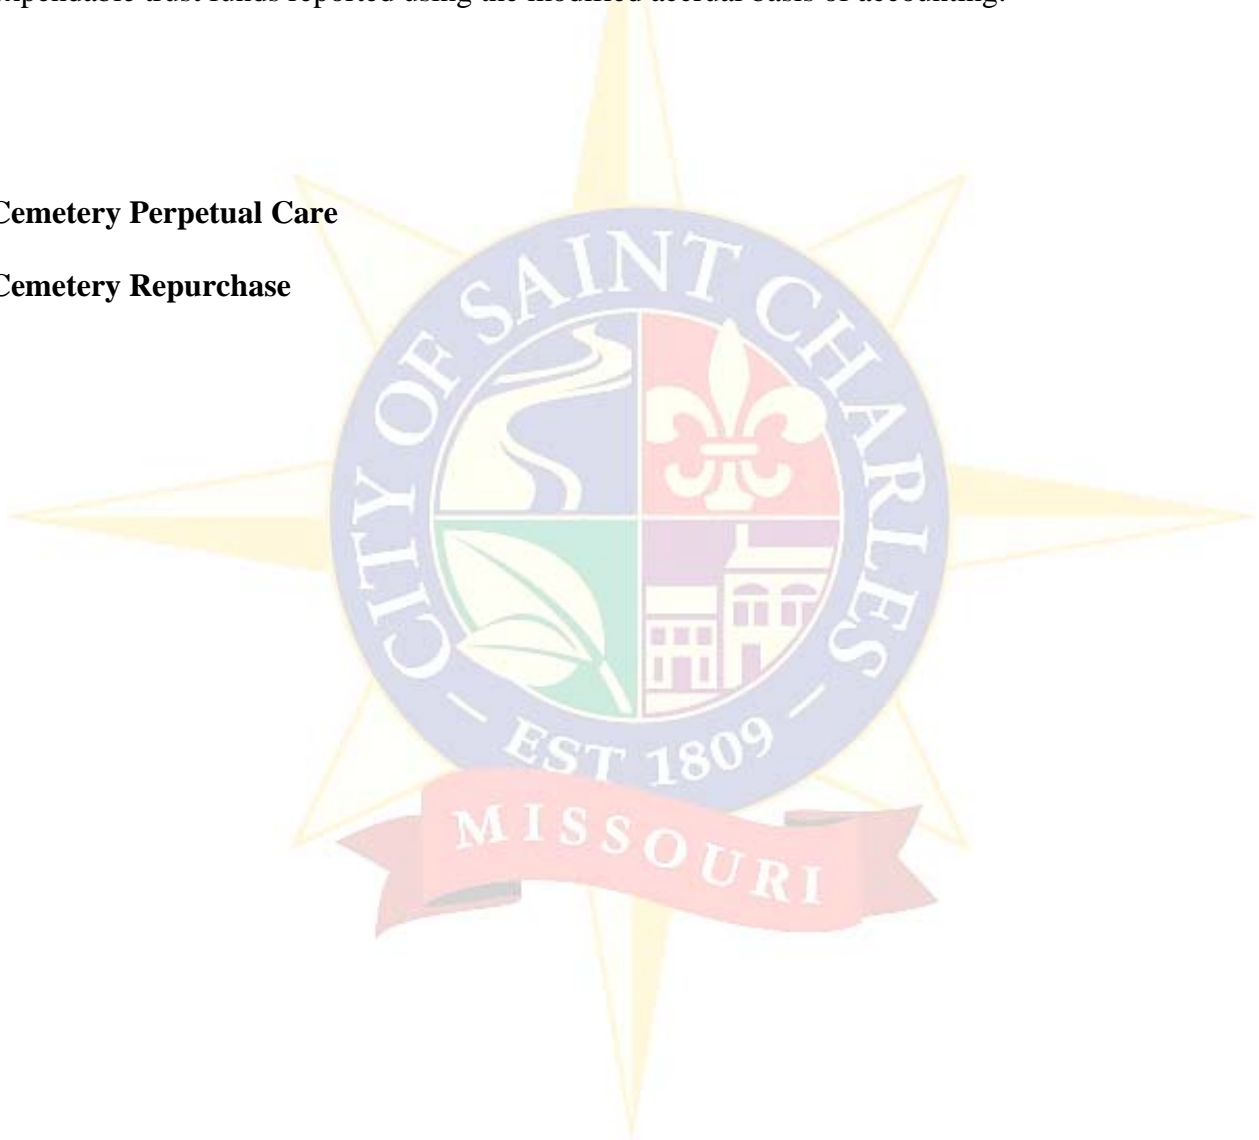 expendable trust funds reported using the modified accrual basis of accounting.
Cemetery Perpetual Care
Cemetery Repurchase
CITY OF SAINT CHARLES
EST 1809
MISSOURI